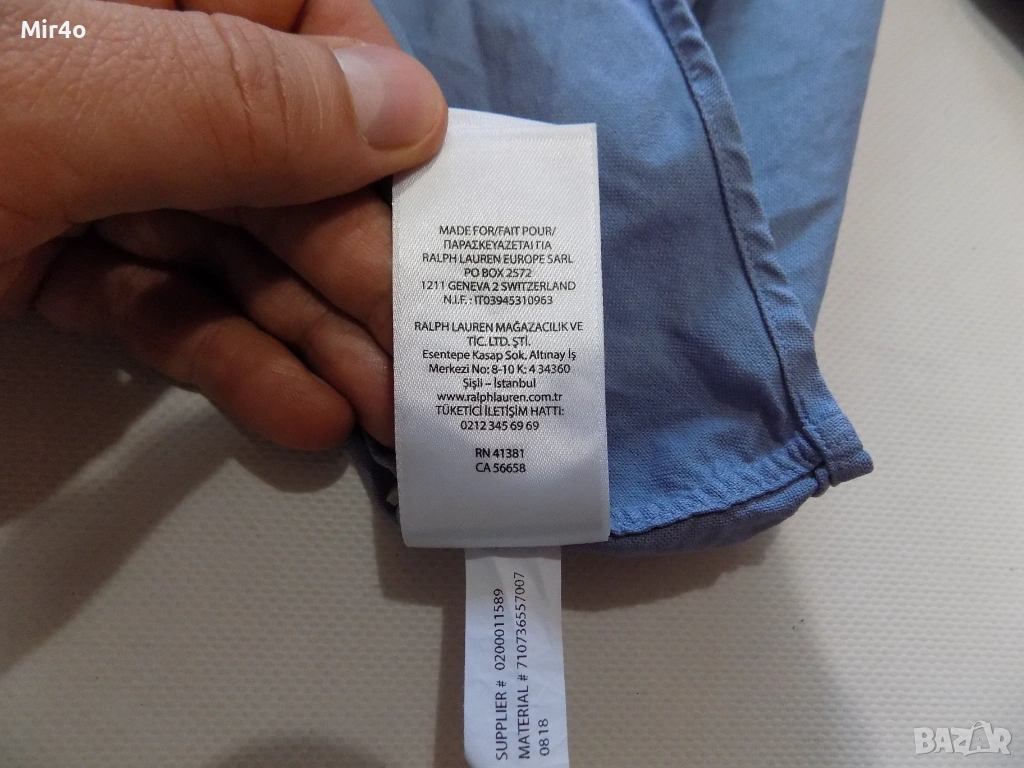 Mir4o
MADE FOR/FAIT POUR/
ΠΑΡΑΣΚΕΥΑΖΕΤΑΙ ΓΙΑ
RALPH LAUREN EUROPE SARL
PO BOX 2572
1211 GENEVA 2 SWITZERLAND
N.I.F. : IT03945310963
RALPH LAUREN MAĞAZACILIK VE
TİC. LTD. ŞTİ.
Esentepe Kasap Sok. Altınay İş
Merkezi No: 8-10 K: 4 34360
Şişli – İstanbul
www.ralphlauren.com.tr
TÜKETİCİ İLETİŞİM HATTI:
0212 345 69 69
RN 41381
CA 56658
SUPPLIER # 0200011589
MATERIAL # 710736557007
0818
BAZAR